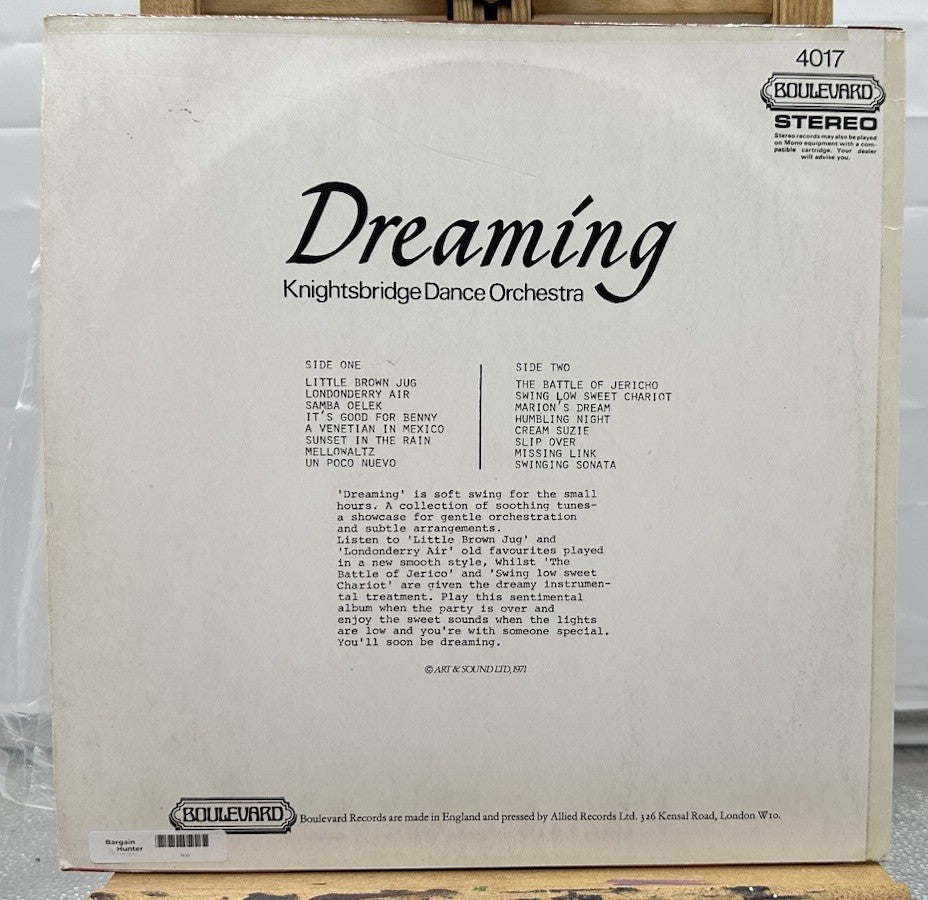 4017
BOULEVARD
STEREO
Stereo records may also be played
on Mono equipment with a com-
patible cartridge. Your dealer
will advise you.
Dreaming
Knightsbridge Dance Orchestra
SIDE ONE
LITTLE BROWN JUG
LONDONDERRY AIR
SAMBA OELEK
IT'S GOOD FOR BENNY
A VENETIAN IN MEXICO
SUNSET IN THE RAIN
MELLOWALTZ
UN POCO NUEVO
SIDE TWO
THE BATTLE OF JERICHO
SWING LOW SWEET CHARIOT
MARION'S DREAM
HUMBLING NIGHT
CREAM SUZIE
SLIP OVER
MISSING LINK
SWINGING SONATA
'Dreaming' is soft swing for the small
hours. A collection of soothing tunes-
a showcase for gentle orchestration
and subtle arrangements.
Listen to 'Little Brown Jug' and
'Londonderry Air' old favourites played
in a new smooth style, Whilst 'The
Battle of Jerico' and 'Swing low sweet
Chariot' are given the dreamy instrumen-
tal treatment. Play this sentimental
album when the party is over and
enjoy the sweet sounds when the lights
are low and you're with someone special.
You'll soon be dreaming.
© ART & SOUND LTD, 1971
BOULEVARD
Boulevard Records are made in England and pressed by Allied Records Ltd. 326 Kensal Road, London W10.
Bargain
Hunter